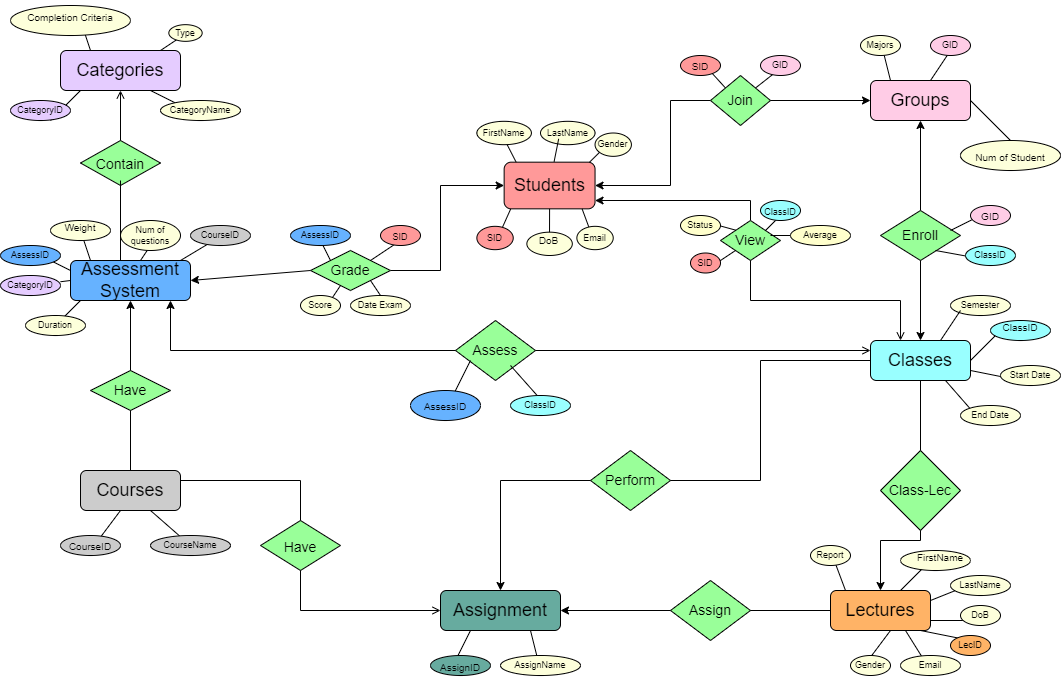 Completion Criteria
Type
Categories
CategoryID
CategoryName
Contain
Weight
Num of
questions
CourseID
AssessID
CategoryID
Assessment
System
Duration
Majors
GID
SID
GID
Join
Groups
Num of Student
FirstName
LastName
Gender
Students
SID
DoB
Email
AssessID
SID
Grade
Score
Date Exam
Status
ClassID
View
Average
SID
GID
Enroll
ClassID
Semester
ClassID
Classes
Start Date
End Date
Assess
AssessID
ClassID
Have
Courses
CourseID
CourseName
Have
Perform
Class-Lec
Assignment
AssignID
AssignName
Assign
Report
FirstName
LastName
Lectures
DoB
LecID
Gender
Email